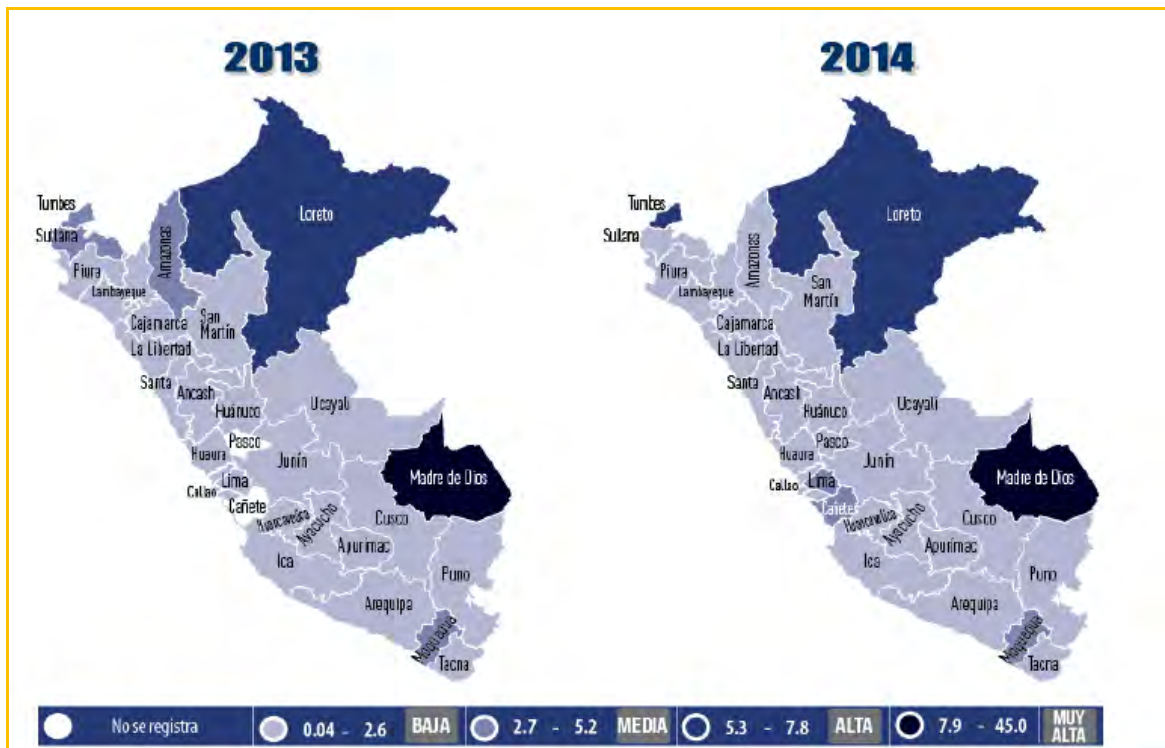 2013
Tumbes
Sullana
Amazonas
Loreto
Piura
Lambayeque
San
Martín
Cajamarca
La Libertad
Santa
Ancash
Huánuco
Ucayali
Pasco
Huaura
Junín
Lima
Callao
Cañete
Madre de Dios
Huancavelica
Ayacucho
Cusco
Apurímac
Ica
Puno
Arequipa
Moquegua
Tacna
2014
Tumbes
Sullana
Amazonas
Loreto
Piura
Lambayeque
San
Martín
Cajamarca
La Libertad
Santa
Ancash
Huánuco
Ucayali
Pasco
Huaura
Junín
Lima
Callao
Cañete
Madre de Dios
Huancavelica
Ayacucho
Cusco
Apurímac
Ica
Puno
Arequipa
Moquegua
Tacna
No se registra 0.04 - 2.6 BAJA 2.7 - 5.2 MEDIA 5.3 - 7.8 ALTA 7.9 - 45.0 MUY ALTA